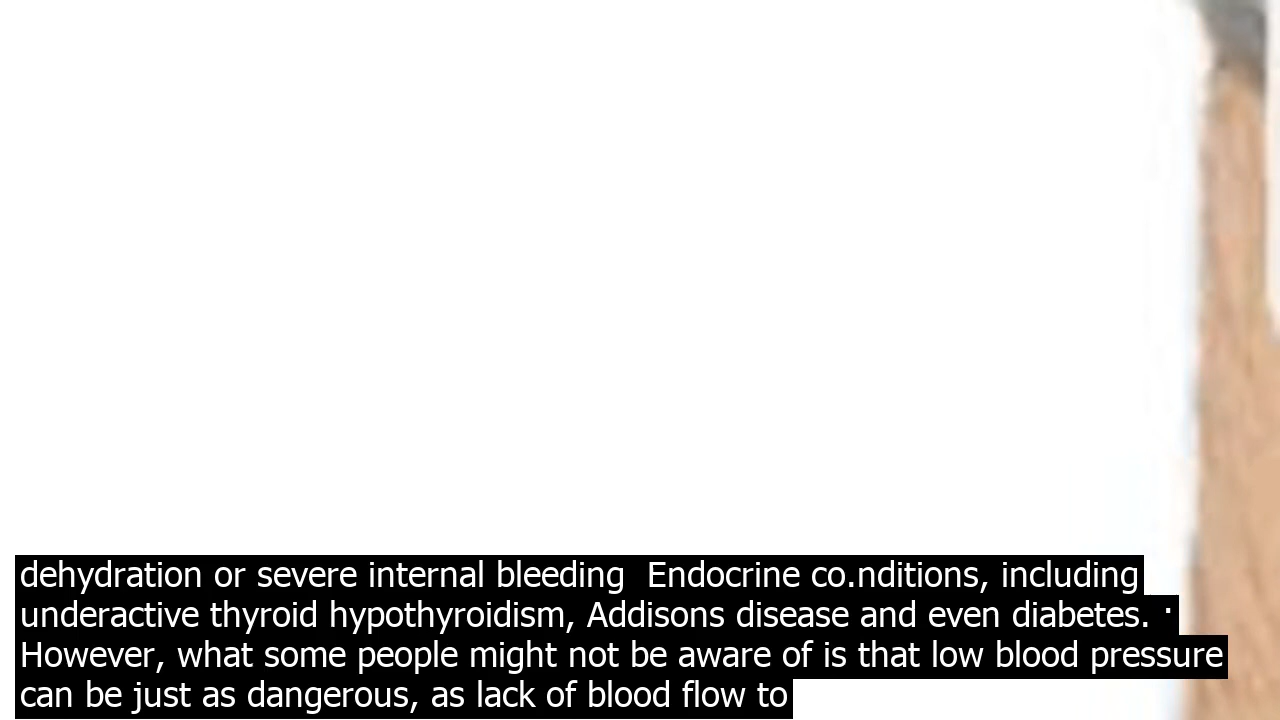 dehydration or severe internal bleeding  Endocrine co.nditions, including
underactive thyroid hypothyroidism, Addisons disease and even diabetes. ·
However, what some people might not be aware of is that low blood pressure
can be just as dangerous, as lack of blood flow to